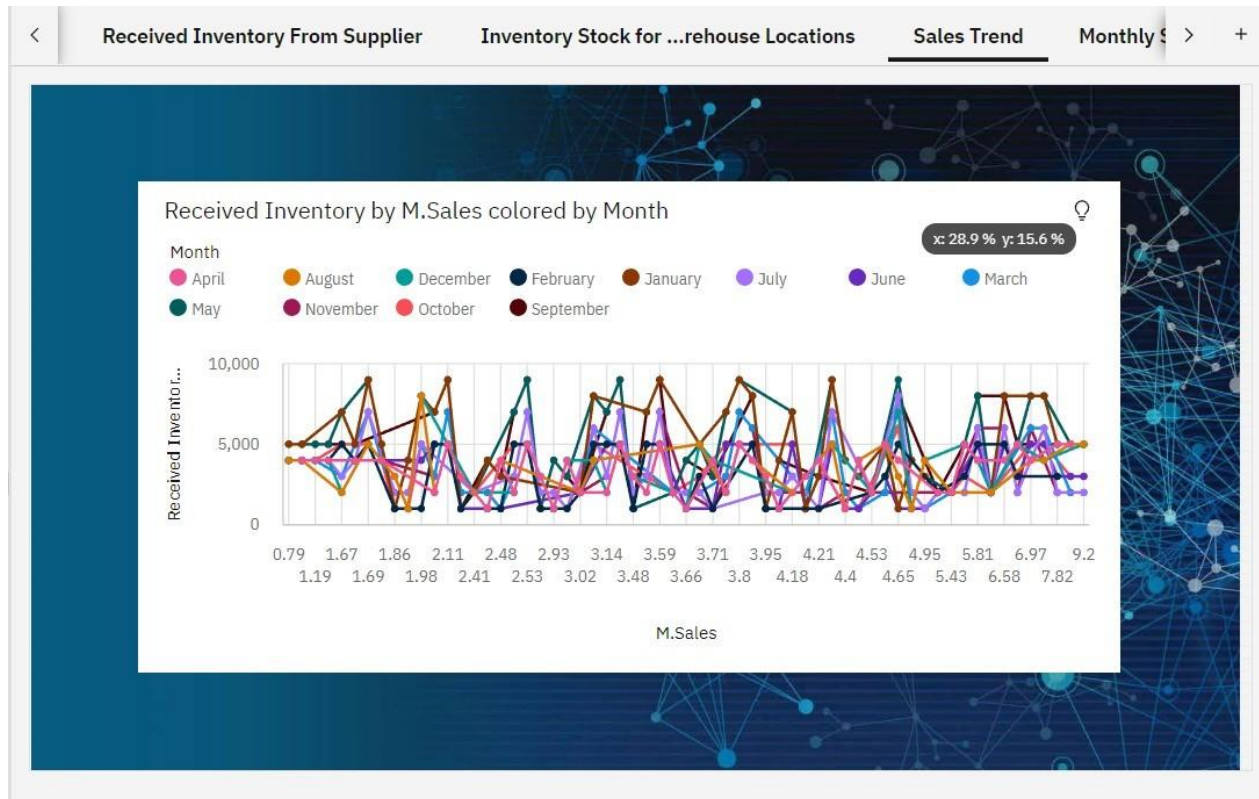 Received Inventory From Supplier Inventory Stock for ...rehouse Locations Sales Trend Monthly
Received Inventory by M.Sales colored by Month
x: 28.9 % y: 15.6 %
Month
April August December February January July June March
May November October September
Received Inventor...
10,000
5,000
0
0.79 1.67 1.86 2.11 2.48 2.93 3.14 3.59 3.71 3.95 4.21 4.53 4.95 5.81 6.97 9.2
1.19 1.69 1.98 2.41 2.53 3.02 3.48 3.66 3.8 4.18 4.4 4.65 5.43 6.58 7.82
M.Sales